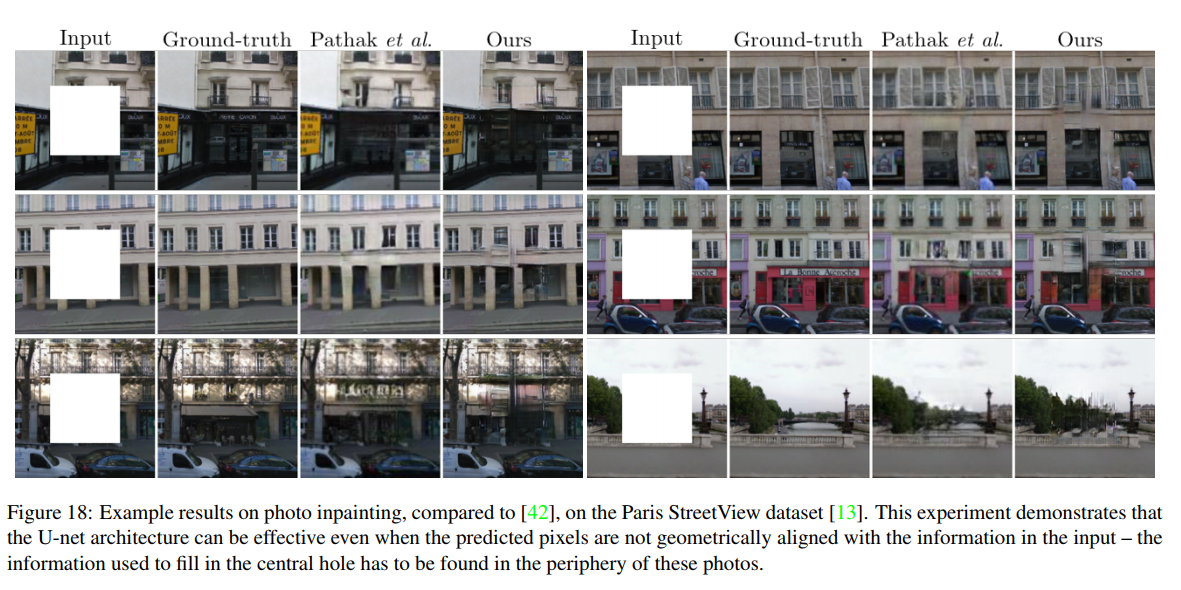 Input Ground-truth Pathak et al. Ours Input Ground-truth Pathak et al. Ours
La Bonne Accroche
Figure 18: Example results on photo inpainting, compared to [42], on the Paris StreetView dataset [13]. This experiment demonstrates that
the U-net architecture can be effective even when the predicted pixels are not geometrically aligned with the information in the input – the
information used to fill in the central hole has to be found in the periphery of these photos.